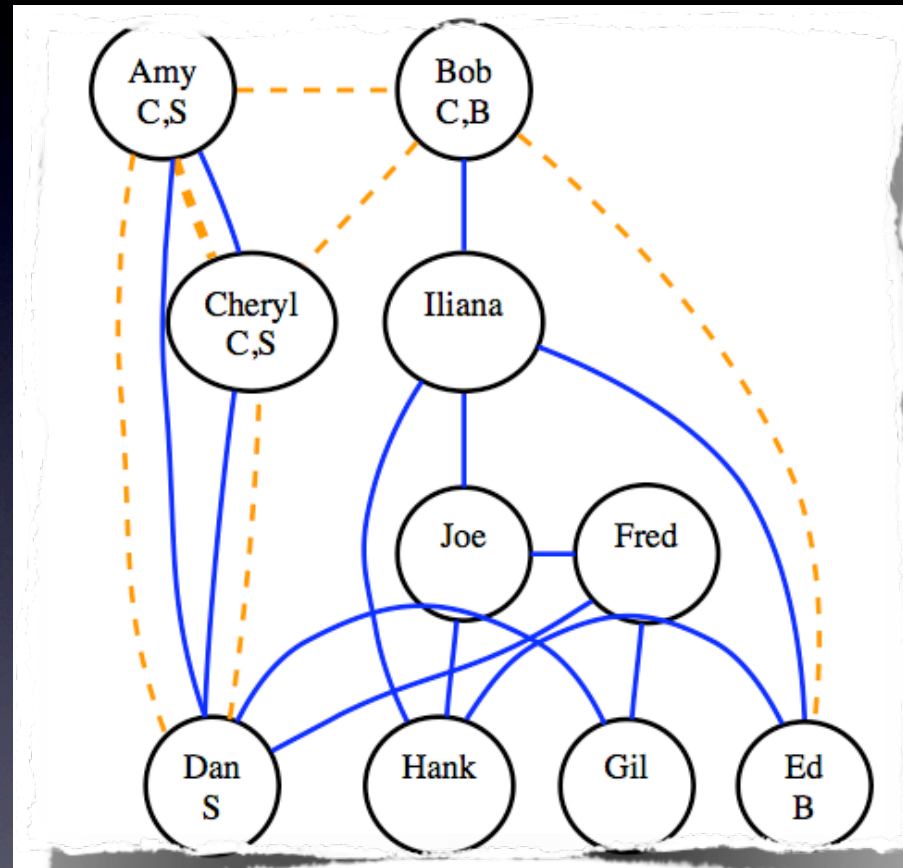 Amy
C,S
Bob
C,B
Cheryl
C,S
Iliana
Joe
Fred
Dan
S
Hank
Gil
Ed
B